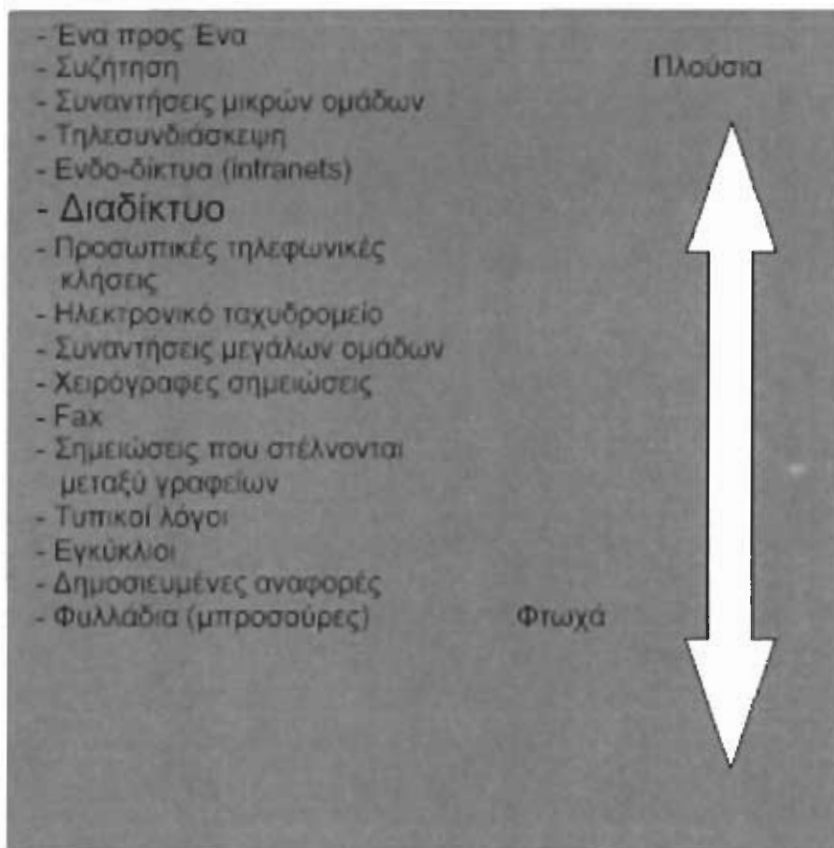 - Ένα προς Ένα
- Συζήτηση
Πλούσια
- Συναντήσεις μικρών ομάδων
- Τηλεσυνδιάσκεψη
- Ενδο-δίκτυα (intranets)
- Διαδίκτυο
- Προσωπικές τηλεφωνικές
κλήσεις
- Ηλεκτρονικό ταχυδρομείο
- Συναντήσεις μεγάλων ομάδων
- Χειρόγραφες σημειώσεις
- Fax
- Σημειώσεις που στέλνονται
μεταξύ γραφείων
- Τυπικοί λόγοι
- Εγκύκλιοι
- Δημοσιευμένες αναφορές
- Φυλλάδια (μπροσούρες)
Φτωχά